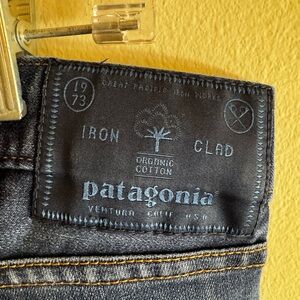 GREAT PACIFIC IRON WORKS
19
73
IRON CLAD
ORGANIC
COTTON
patagonia
VENTURA CALIF. U.S.A